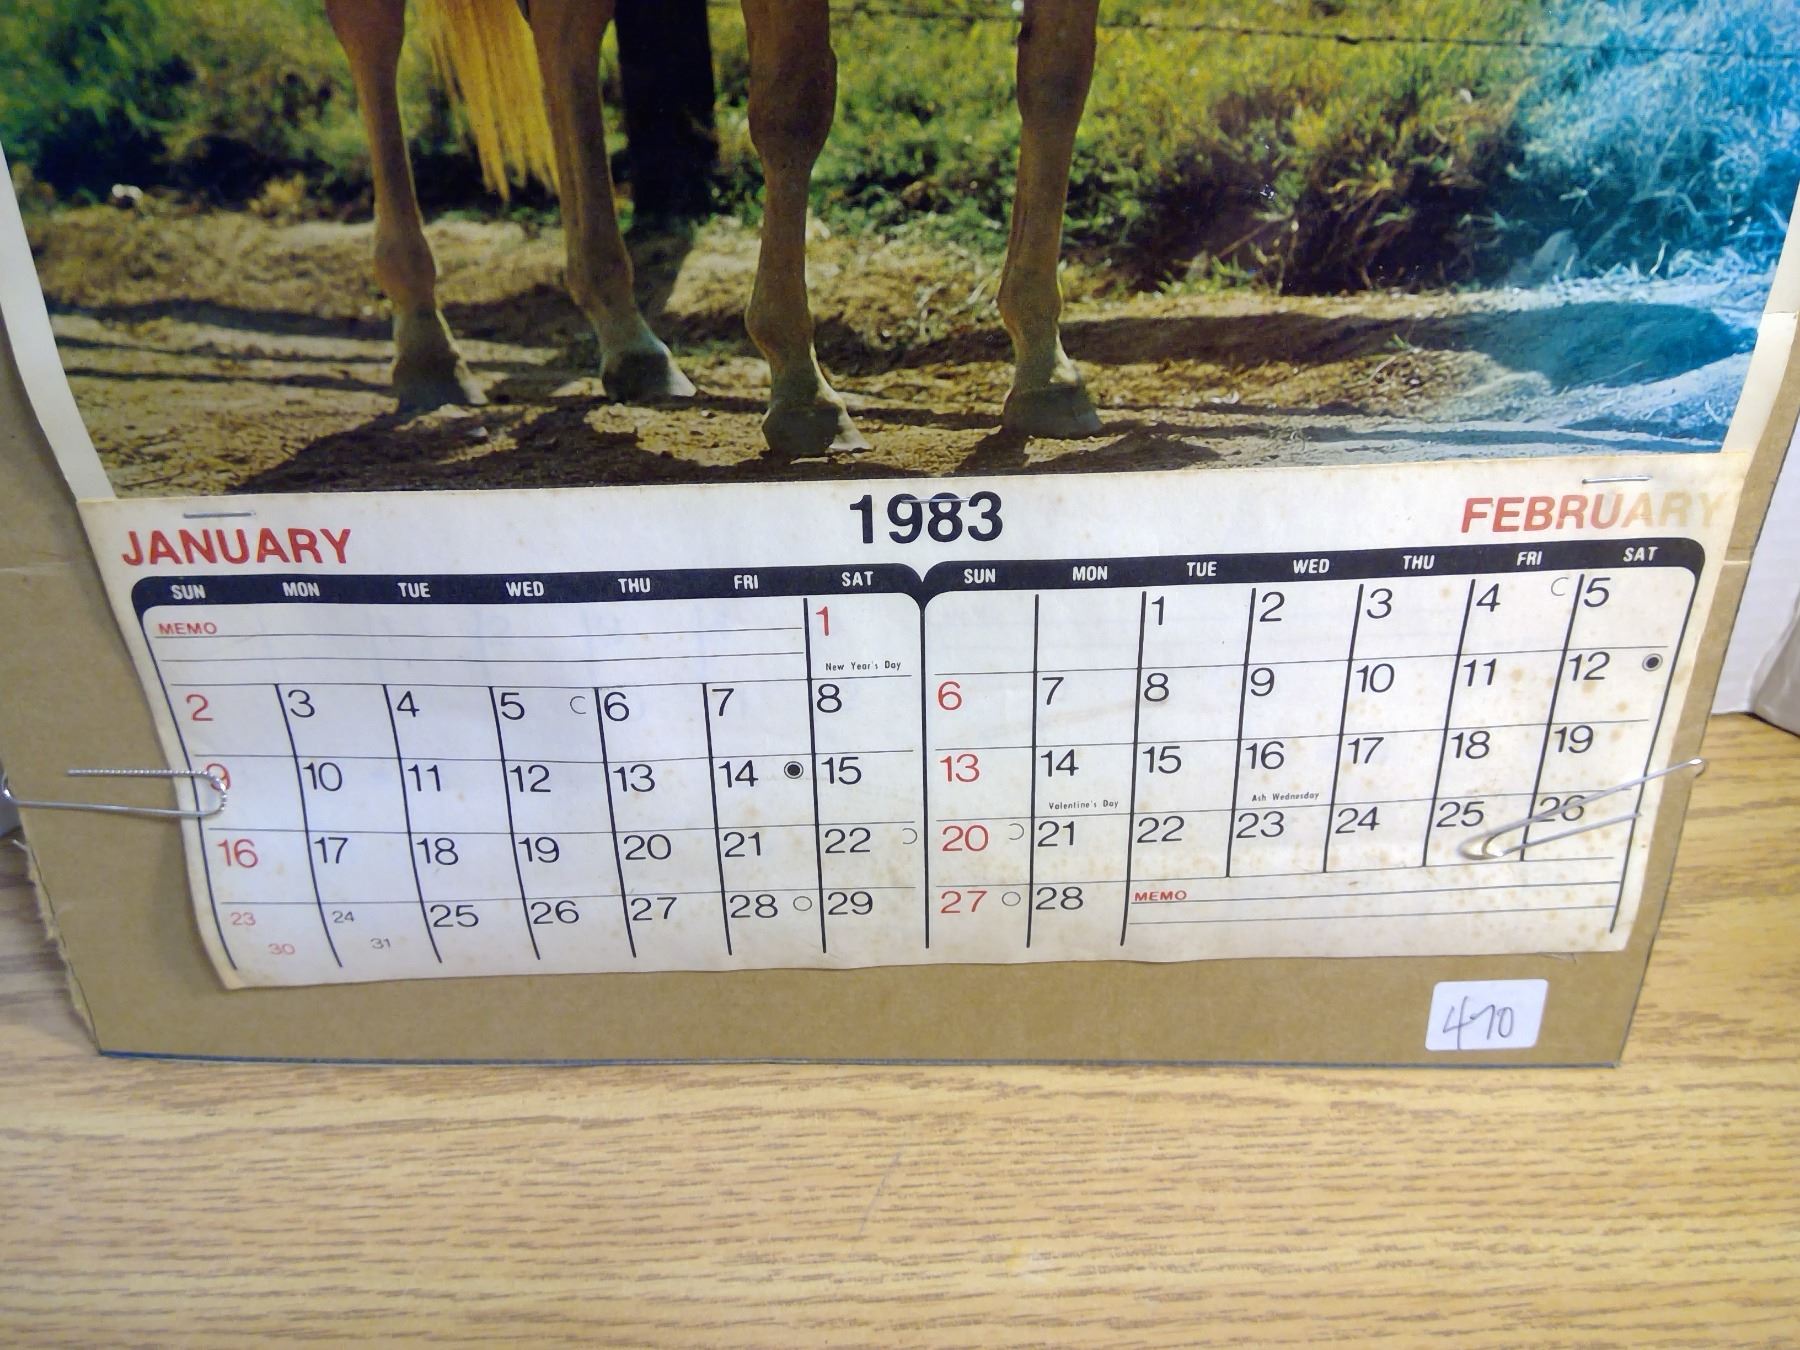 1983
JANUARY
SUN MON TUE WED THU FRI SAT
MEMO 1
New Year's Day
2 3 4 5 6 7 8
9 10 11 12 13 14 15
16 17 18 19 20 21 22
23 24 25 26 27 28 29
30 31
FEBRUARY
SUN MON TUE WED THU FRI SAT
1 2 3 4 5
6 7 8 9 10 11 12
13 14 15 16 17 18 19
Valentine's Day Ash Wednesday
20 21 22 23 24 25 26
27 28 MEMO
470